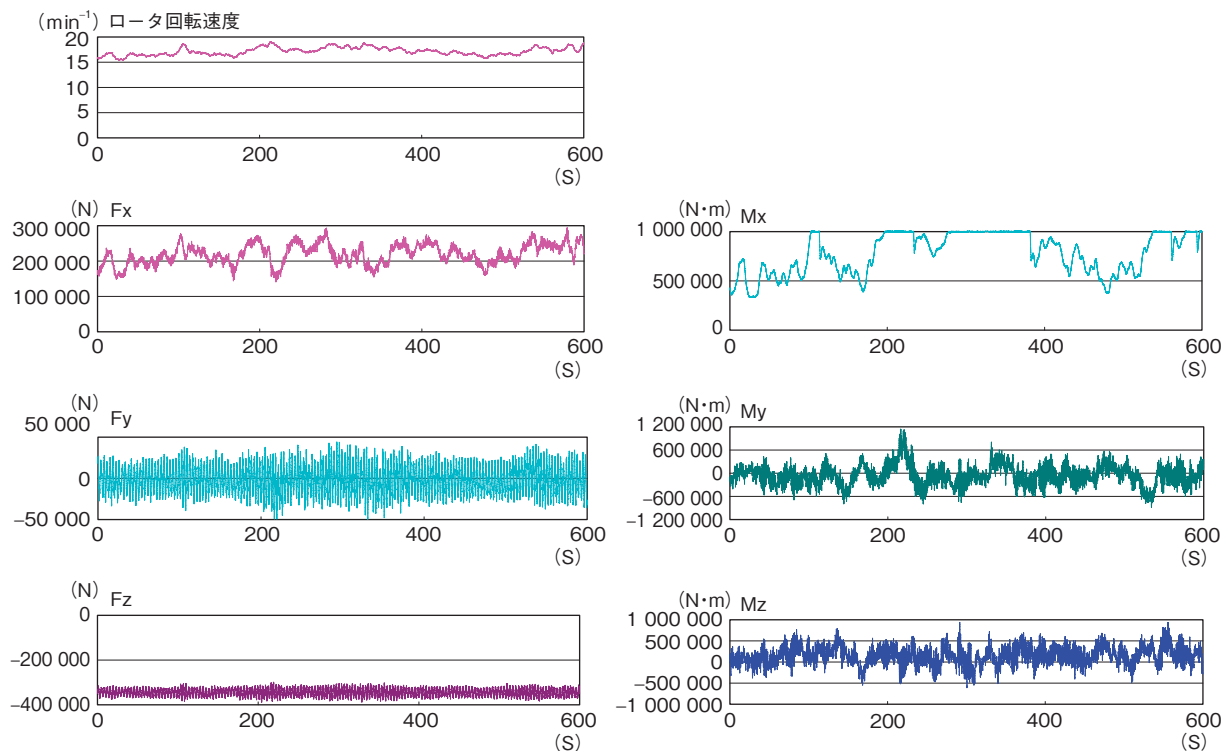 (min⁻¹) ロータ回転速度
20
15
10
5
0
0 200 400 600
(S)
(N) Fx
300 000
200 000
100 000
0
0 200 400 600
(S)
(N·m) Mx
1 000 000
500 000
0
0 200 400 600
(S)
(N) Fy
50 000
0
−50 000
0 200 400 600
(S)
(N·m) My
1 200 000
600 000
0
−600 000
−1 200 000
0 200 400 600
(S)
(N) Fz
0
−200 000
−400 000
0 200 400 600
(S)
(N·m) Mz
1 000 000
500 000
0
−500 000
−1 000 000
0 200 400 600
(S)